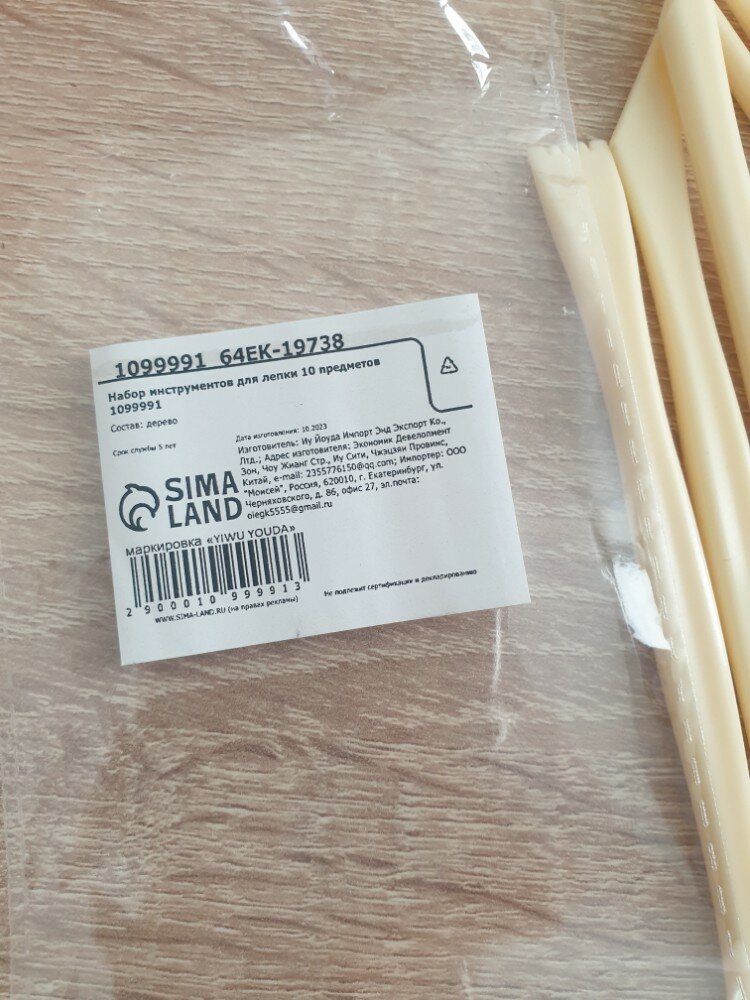 1099991 64EK-19738
Набор инструментов для лепки 10 предметов
1099991
Состав: дерево
Срок службы 5 лет
Дата изготовления: 10.2023
Изготовитель: Иу Йоуда Импорт Энд Экспорт Ко.,
Лтд.; Адрес изготовителя: Экономик Девелопмент
Зон, Чоу Жианг Стр., Иу Сити, Чжэцзян Провинс,
Китай, e-mail: 2355776150@qq.com; Импортер: ООО
"Моисей", Россия, 620010, г. Екатеринбург, ул.
Черняховского, д. 86, офис 27, эл.почта:
olegk5555@gmail.ru
SIMA
LAND
маркировка «YIWU YOUDA»
2 900010 999913
WWW.SIMA-LAND.RU (на правах рекламы)
Не подлежит сертификации и декларированию